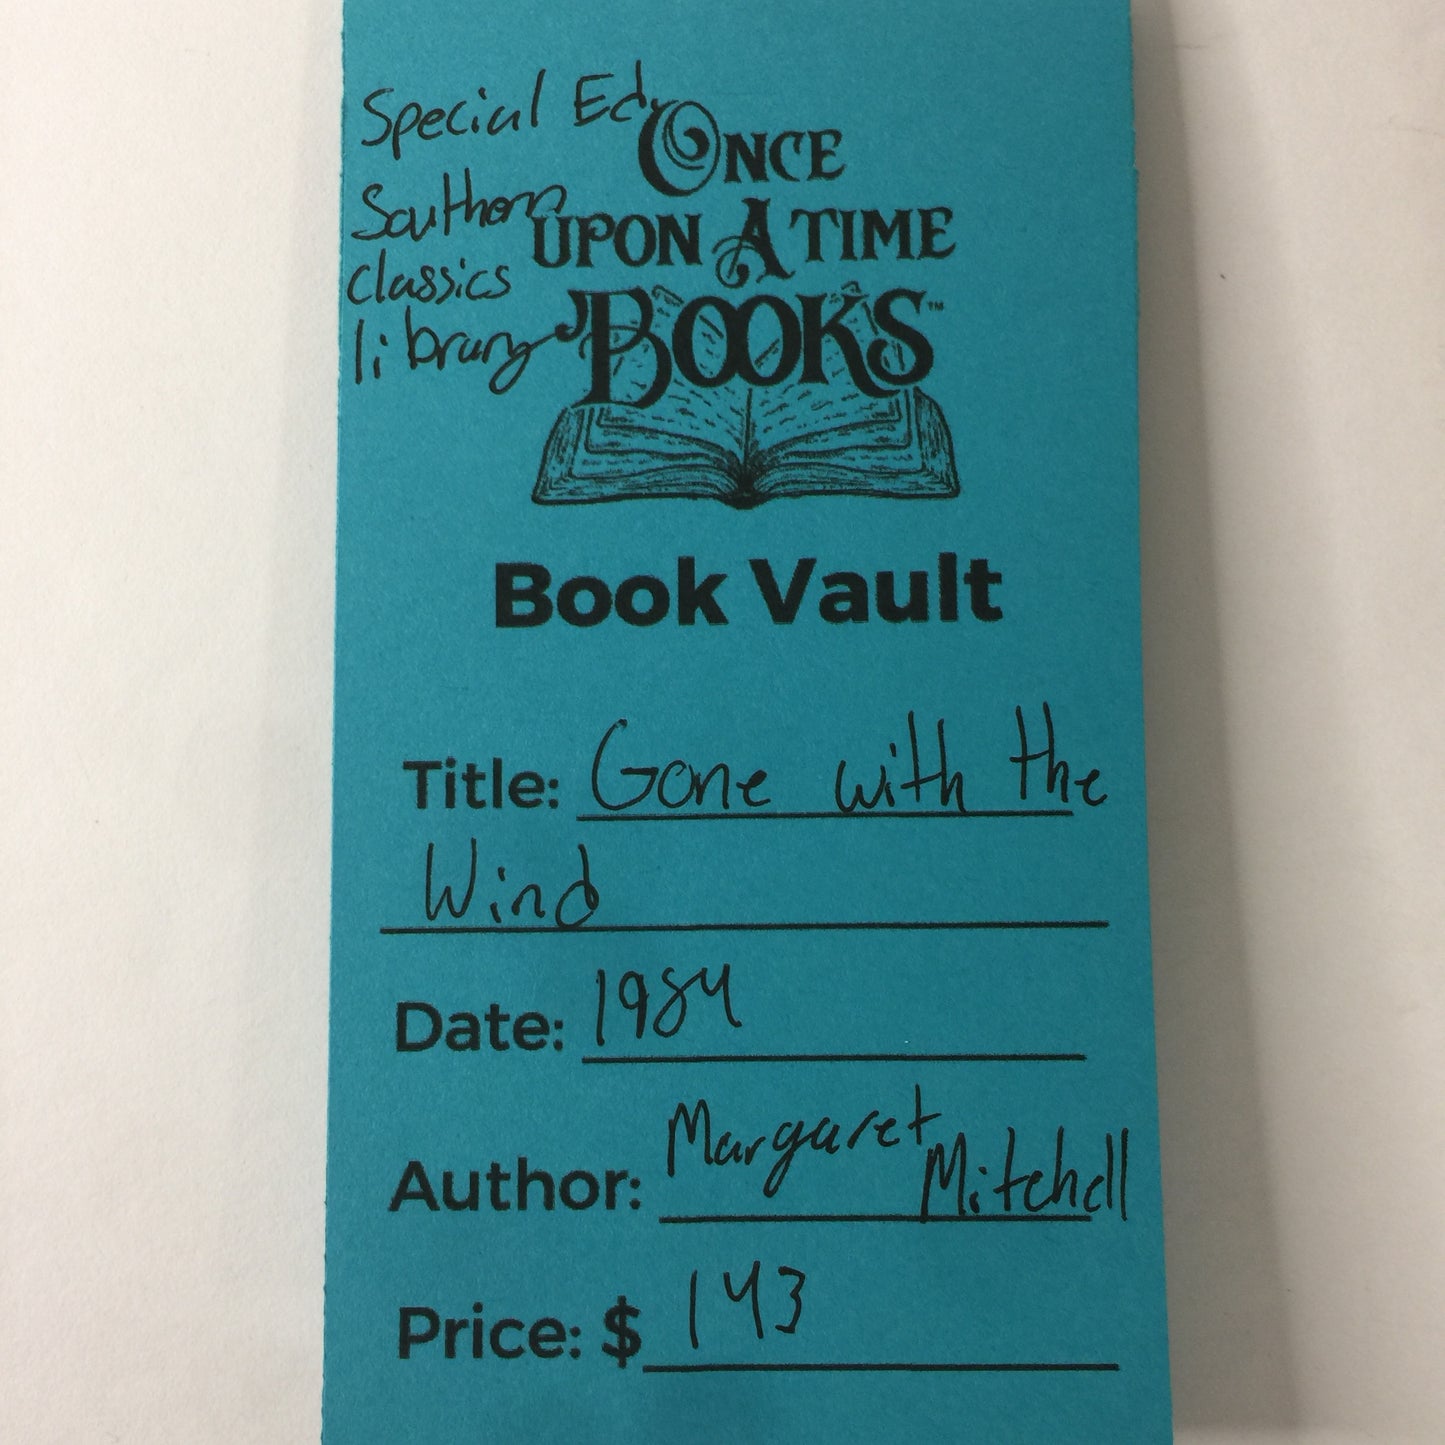 Special Ed.
Southern
classics
library
ONCE
UPON A TIME
BOOKS™
Book Vault
Title: Gone with the
Wind
Date: 1984
Author: Margaret Mitchell
Price: $ 143